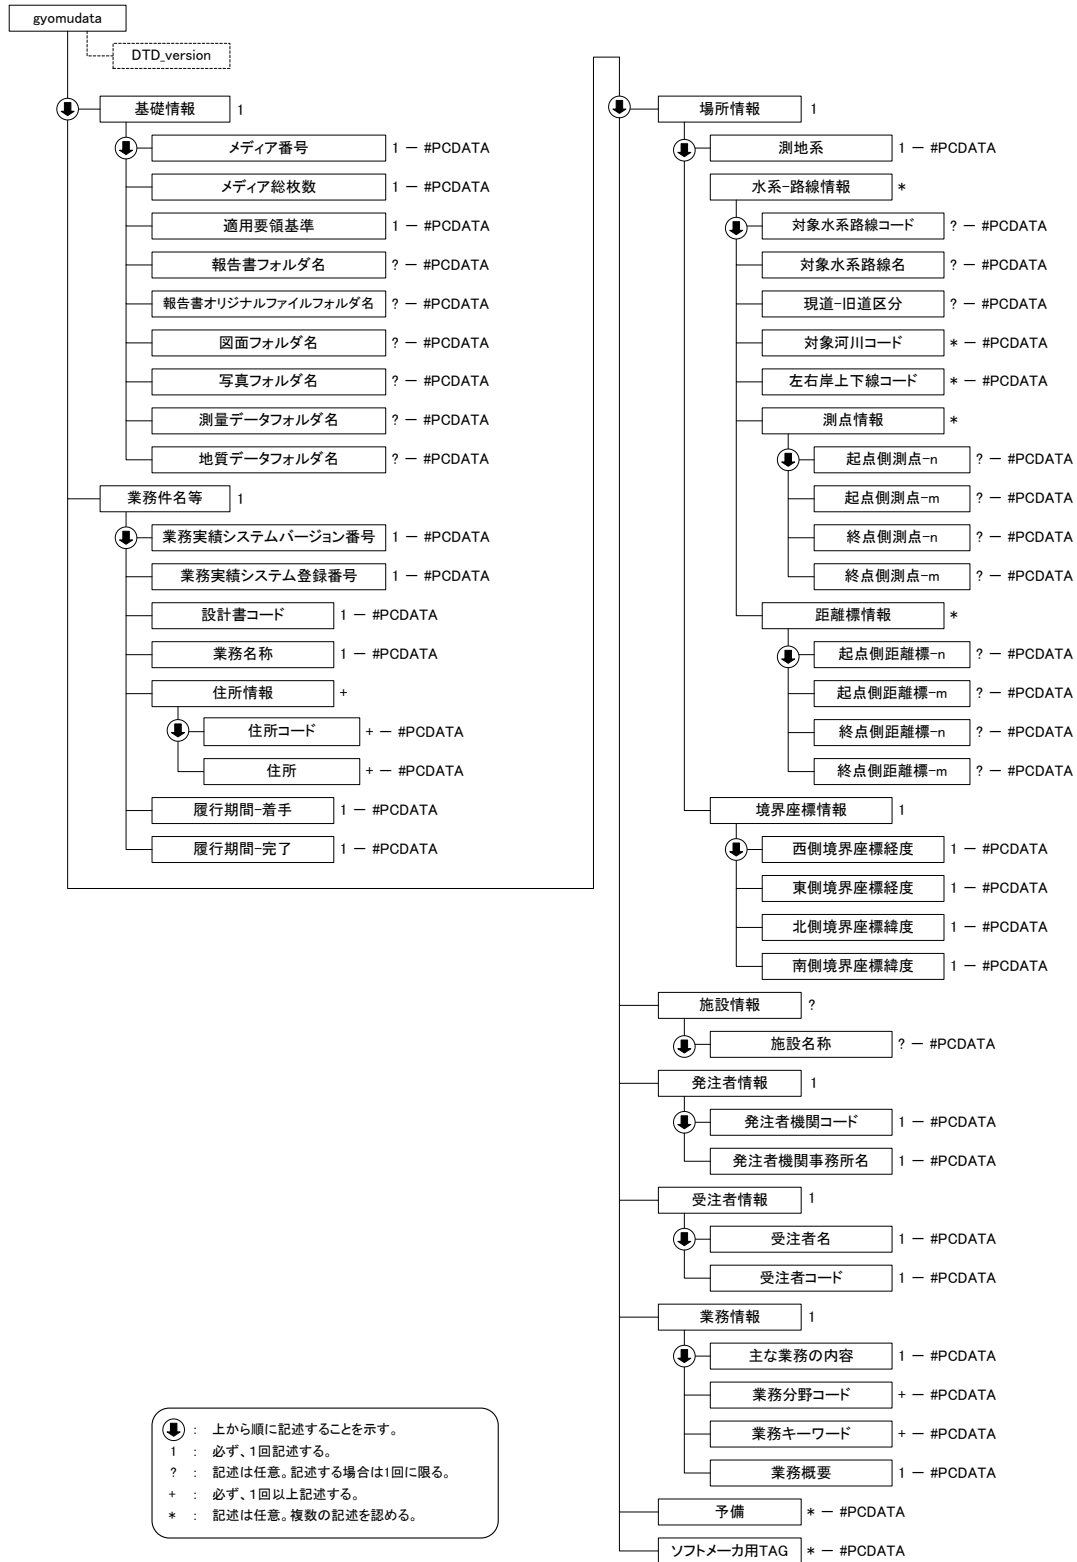 gyomudata
DTD_version
基礎情報 1
メディア番号 1 － #PCDATA
メディア総枚数 1 － #PCDATA
適用要領基準 1 － #PCDATA
報告書フォルダ名 ? － #PCDATA
報告書オリジナルファイルフォルダ名 ? － #PCDATA
図面フォルダ名 ? － #PCDATA
写真フォルダ名 ? － #PCDATA
測量データフォルダ名 ? － #PCDATA
地質データフォルダ名 ? － #PCDATA
業務件名等 1
業務実績システムバージョン番号 1 － #PCDATA
業務実績システム登録番号 1 － #PCDATA
設計書コード 1 － #PCDATA
業務名称 1 － #PCDATA
住所情報 +
住所コード + － #PCDATA
住所 + － #PCDATA
履行期間-着手 1 － #PCDATA
履行期間-完了 1 － #PCDATA
場所情報 1
測地系 1 － #PCDATA
水系-路線情報 *
対象水系路線コード ? － #PCDATA
対象水系路線名 ? － #PCDATA
現道-旧道区分 ? － #PCDATA
対象河川コード * － #PCDATA
左右岸上下線コード * － #PCDATA
測点情報 *
起点側測点-n ? － #PCDATA
起点側測点-m ? － #PCDATA
終点側測点-n ? － #PCDATA
終点側測点-m ? － #PCDATA
距離標情報 *
起点側距離標-n ? － #PCDATA
起点側距離標-m ? － #PCDATA
終点側距離標-n ? － #PCDATA
終点側距離標-m ? － #PCDATA
境界座標情報 1
西側境界座標経度 1 － #PCDATA
東側境界座標経度 1 － #PCDATA
北側境界座標緯度 1 － #PCDATA
南側境界座標緯度 1 － #PCDATA
施設情報 ?
施設名称 ? － #PCDATA
発注者情報 1
発注者機関コード 1 － #PCDATA
発注者機関事務所名 1 － #PCDATA
受注者情報 1
受注者名 1 － #PCDATA
受注者コード 1 － #PCDATA
業務情報 1
主な業務の内容 1 － #PCDATA
業務分野コード + － #PCDATA
業務キーワード + － #PCDATA
業務概要 1 － #PCDATA
予備 * － #PCDATA
ソフトメーカ用TAG * － #PCDATA
： 上から順に記述することを示す。
1 ： 必ず、1回記述する。
? ： 記述は任意。記述する場合は1回に限る。
+ ： 必ず、1回以上記述する。
* ： 記述は任意。複数の記述を認める。